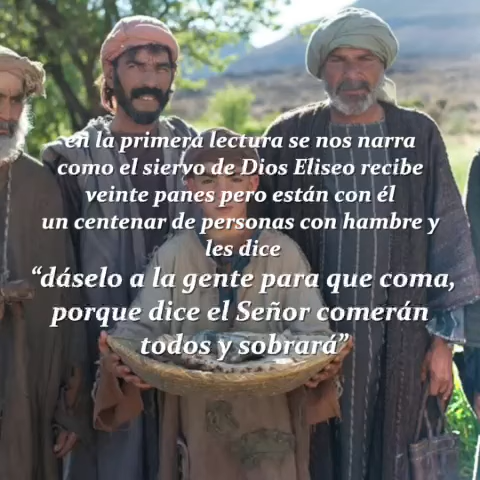 en la primera lectura se nos narra
como el siervo de Dios Eliseo recibe
veinte panes pero están con él
un centenar de personas con hambre y
les dice
“dáselo a la gente para que coma,
porque dice el Señor comerán
todos y sobrará”